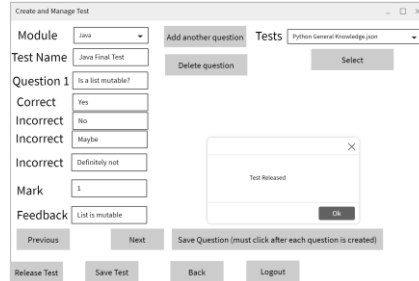 Create and Manage Test
Module Java Add another question Tests Python General Knowledge.json
Test Name Java Final Test Delete question Select
Question 1 Is a list mutable?
Correct Yes
Incorrect No
Incorrect Maybe
Incorrect Definitely not
Test Released
Mark 1
Ok
Feedback List is mutable
Previous Next Save Question (must click after each question is created)
Release Test Save Test Back Logout